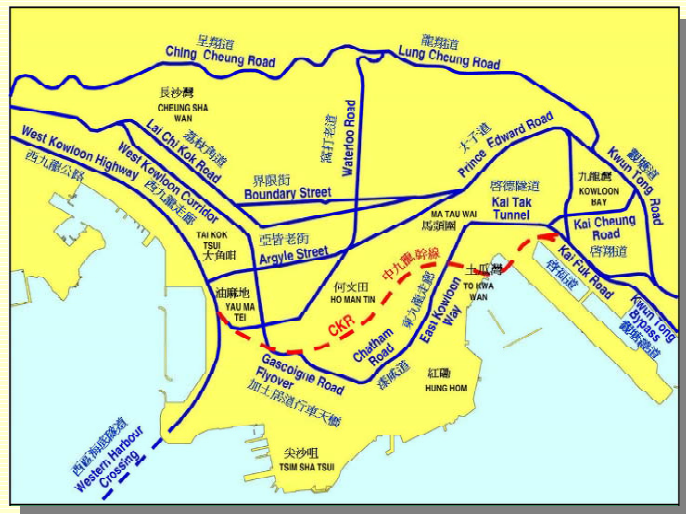 呈翔道
Ching Cheung Road
龍翔道
Lung Cheung Road
長沙灣
CHEUNG SHA
WAN
荔枝角道
Lai Chi Kok Road
窩打老道
Waterloo Road
太子道
Prince Edward Road
觀塘道
Kwun Tong Road
West Kowloon Highway
西九龍公路
West Kowloon Corridor
西九龍走廊
界限街
Boundary Street
啓德隧道
Kai Tak
Tunnel
九龍灣
KOWLOON
BAY
MA TAU WAI
馬頭圍
Kai Cheung
Road
啓翔道
TAI KOK
TSUI
大角咀
亞皆老街
Argyle Street
中九龍幹線
CKR
土瓜灣
TO KWA
WAN
Kai Fuk Road
啓福道
油麻地
YAU MA
TEI
何文田
HO MAN TIN
東九龍走廊
East Kowloon
Way
Kwun Tong
Bypass
觀塘繞道
Chatham
Road
漆咸道
Gascoigue Road
Flyover
加士居道行車天橋
紅磡
HUNG HOM
西區海底隧道
Western Harbour
Crossing
尖沙咀
TSIM SHA TSUI